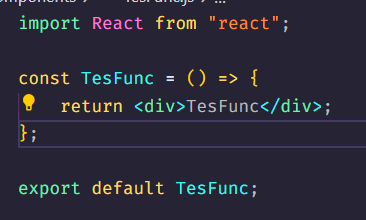 import React from "react";
const TesFunc = () => {
return <div>TesFunc</div>;
};
export default TesFunc;